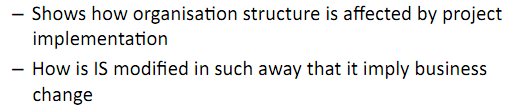 – Shows how organisation structure is affected by project
implementation
– How is IS modified in such away that it imply business
change